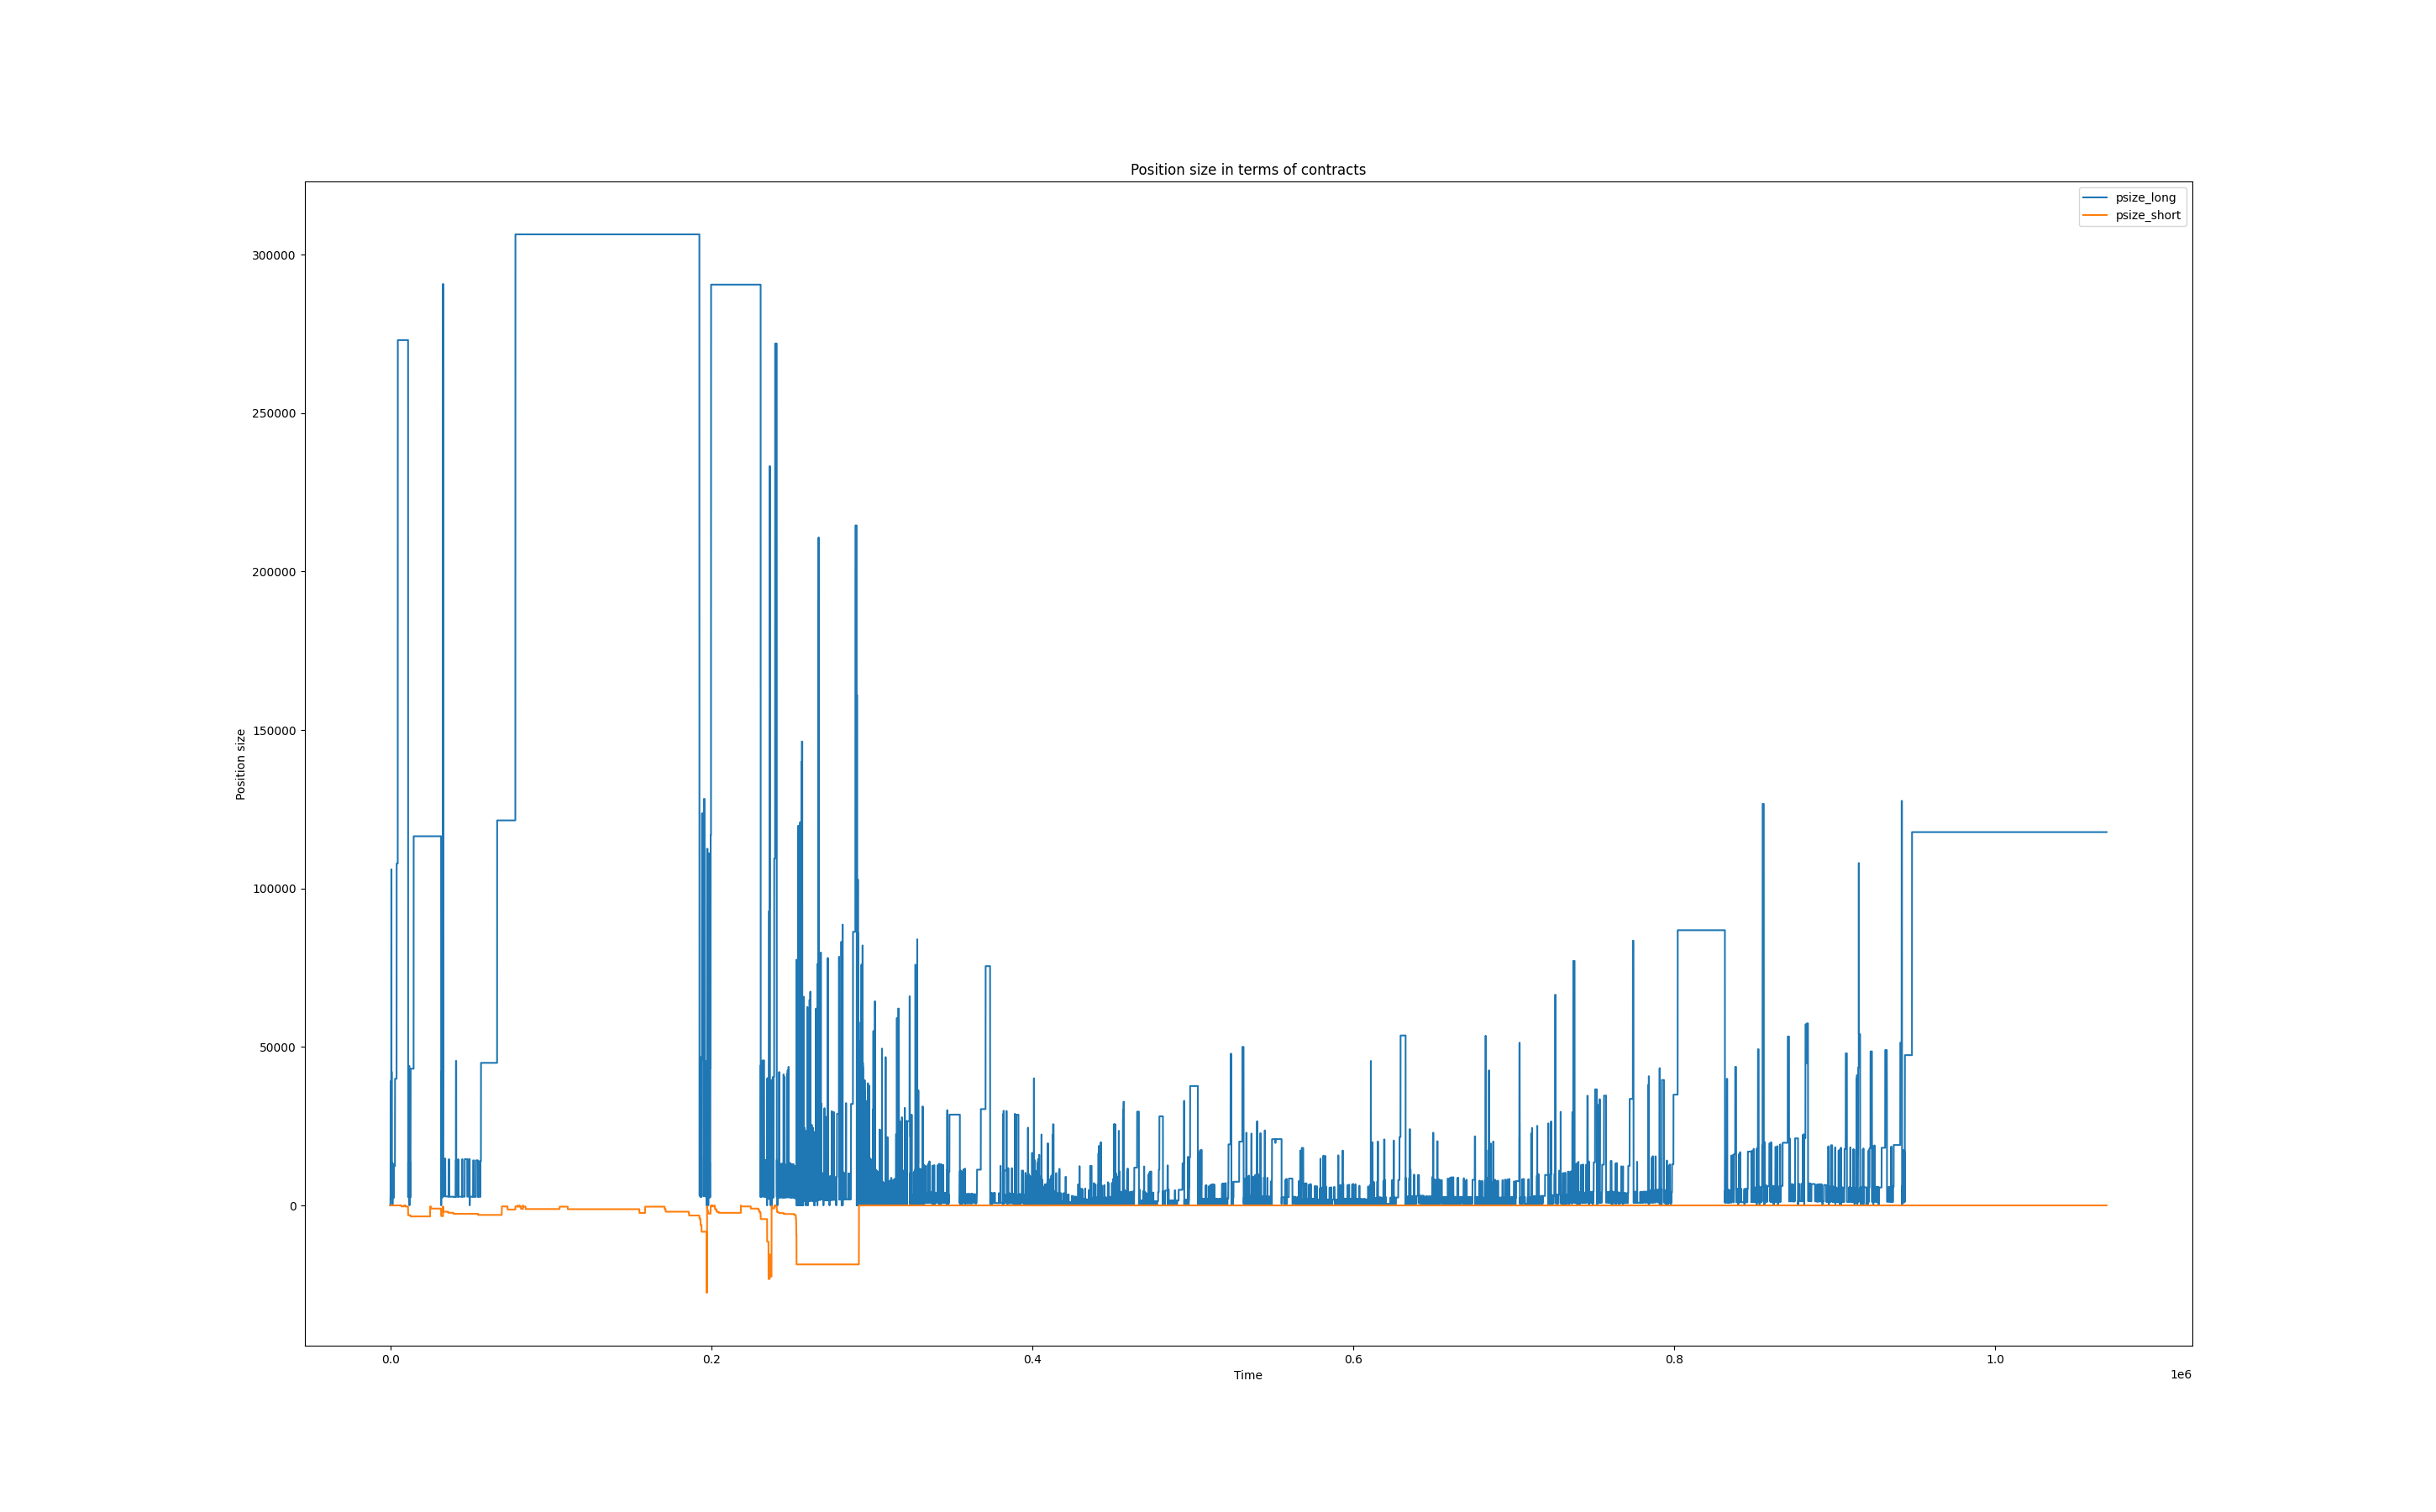 Position size in terms of contracts
psize_long
psize_short
300000
250000
200000
150000
100000
50000
0
Position size
0.0
0.2
0.4
0.6
0.8
1.0
Time
1e6